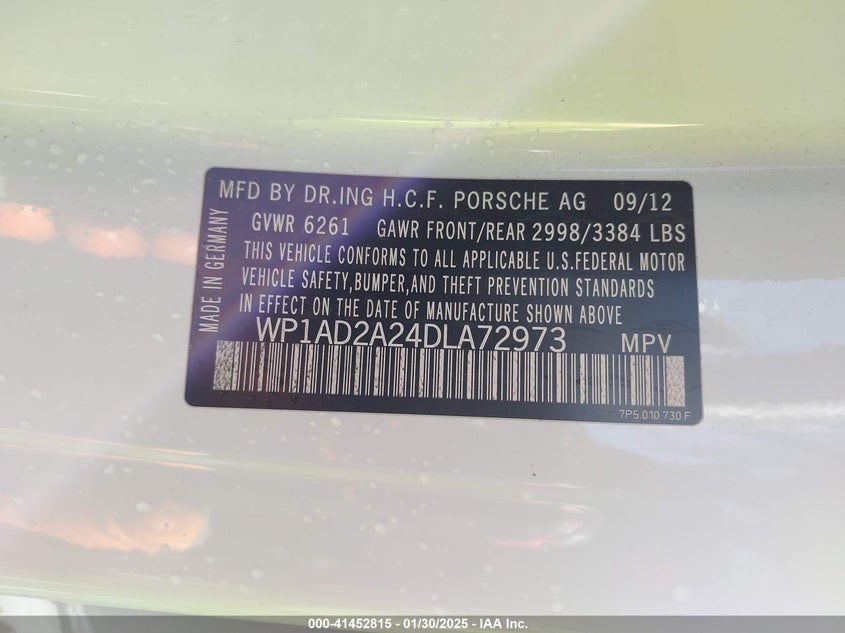 MFD BY DR.ING H.C.F. PORSCHE AG 09/12
GVWR 6261 GAWR FRONT/REAR 2998/3384 LBS
THIS VEHICLE CONFORMS TO ALL APPLICABLE U.S.FEDERAL MOTOR
VEHICLE SAFETY,BUMPER,AND THEFT PREVENTION STANDARDS
IN EFFECT ON THE DATE OF MANUFACTURE SHOWN ABOVE
WP1AD2A24DLA72973 MPV
7P5.010.730.F
MADE IN GERMANY
000-41452815 - 01/30/2025 - IAA Inc.